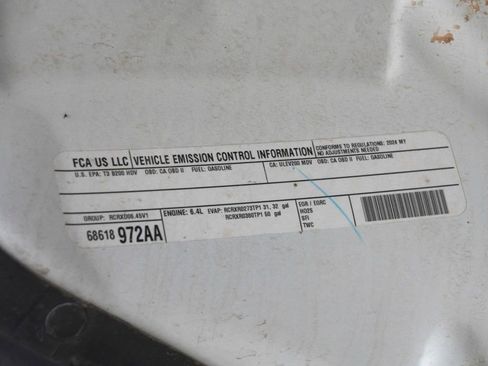 FCA US LLC VEHICLE EMISSION CONTROL INFORMATION CONFORMS TO REGULATIONS: 2024 MY
NO ADJUSTMENTS NEEDED
U.S. EPA: T3 B200 HDV OBD: CA OBD II FUEL: GASOLINE CA: ULEV200 MDV OBD: CA OBD II FUEL: GASOLINE
GROUP: RCRXD06.45V1 ENGINE: 6.4L EVAP: RCRXR0273TP1 31, 32 gal
RCRXR0360TP1 50 gal
EGR / EGRC
HO2S
SFI
TWC
68618 972AA